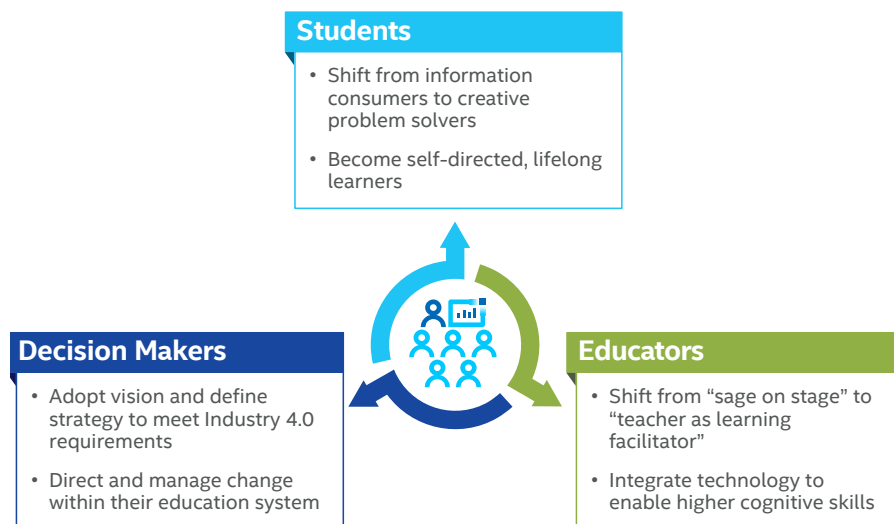 Students
• Shift from information
consumers to creative
problem solvers
• Become self-directed, lifelong
learners
Decision Makers
• Adopt vision and define
strategy to meet Industry 4.0
requirements
• Direct and manage change
within their education system
Educators
• Shift from “sage on stage” to
“teacher as learning
facilitator”
• Integrate technology to
enable higher cognitive skills